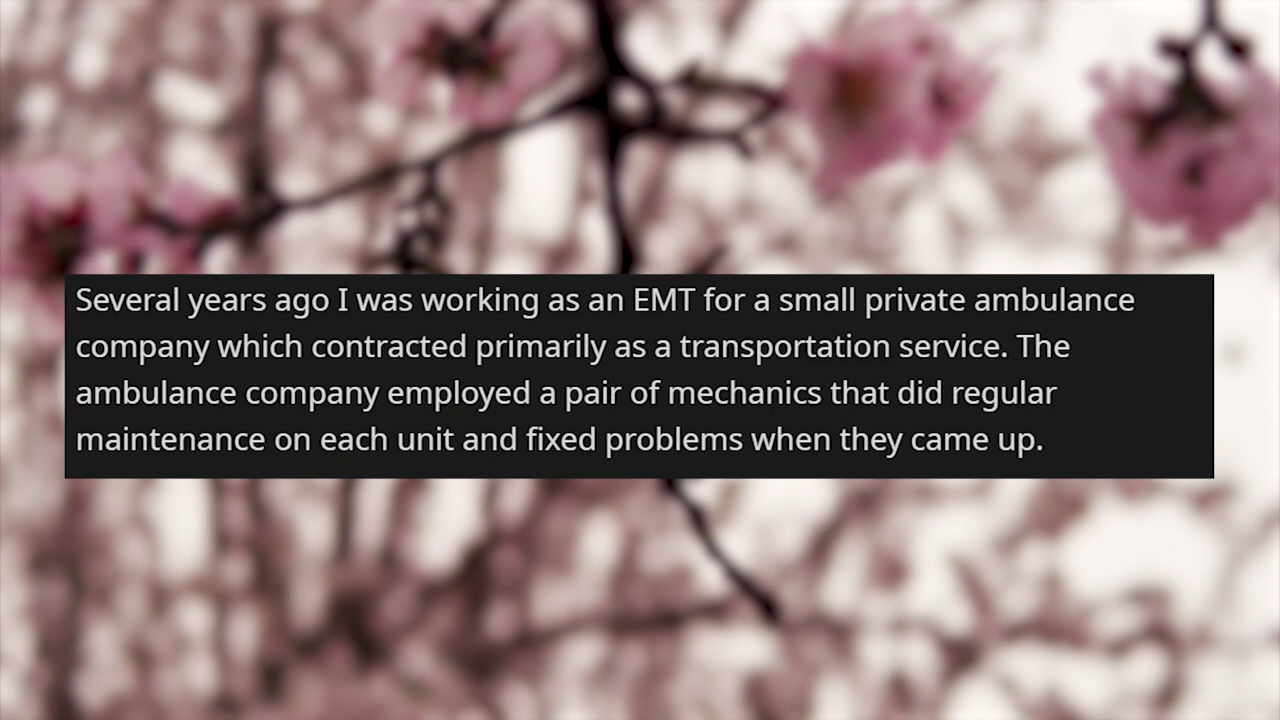 Several years ago I was working as an EMT for a small private ambulance
company which contracted primarily as a transportation service. The
ambulance company employed a pair of mechanics that did regular
maintenance on each unit and fixed problems when they came up.